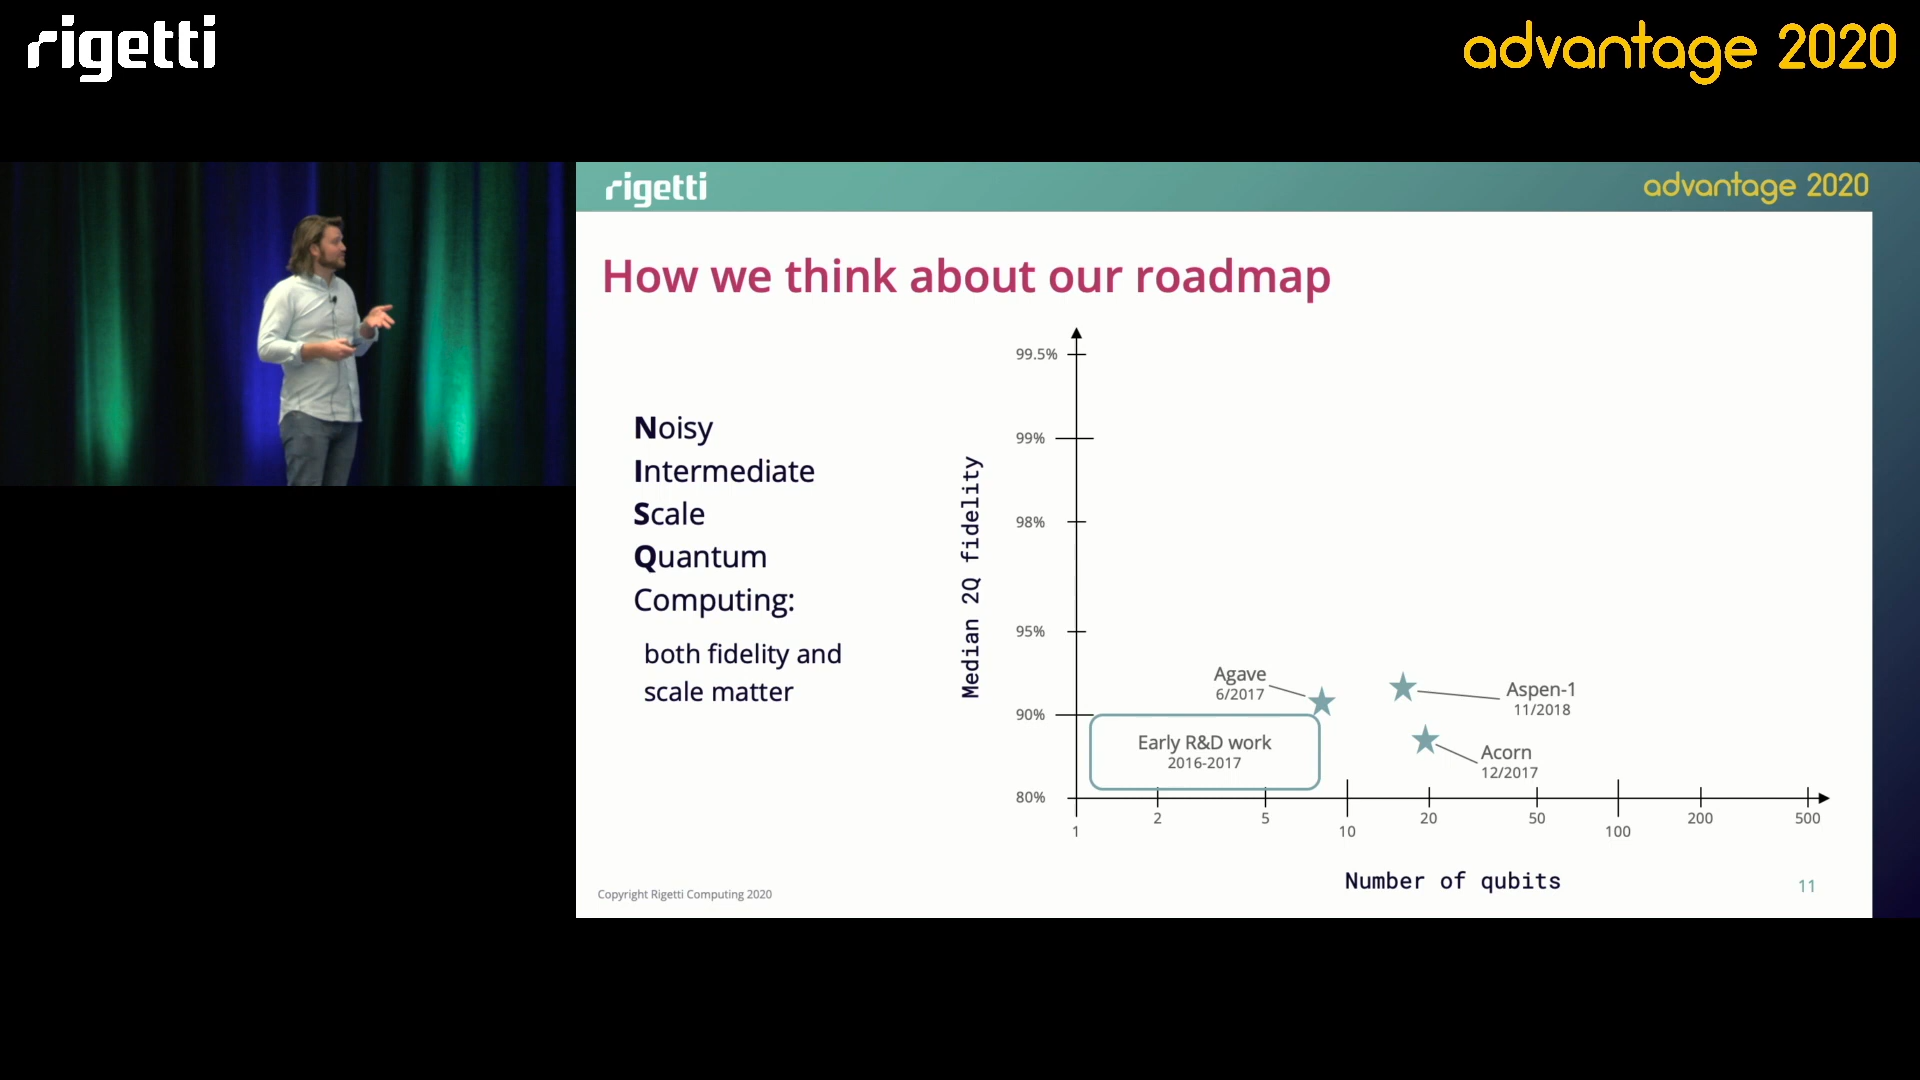 rigetti
advantage 2020
rigetti
advantage 2020
How we think about our roadmap
Noisy
Intermediate
Scale
Quantum
Computing:
both fidelity and
scale matter
Median 2Q fidelity
99.5%
99%
98%
95%
90%
80%
Agave
6/2017
Aspen-1
11/2018
Early R&D work
2016-2017
Acorn
12/2017
1
2
5
10
20
50
100
200
500
Number of qubits
Copyright Rigetti Computing 2020
11